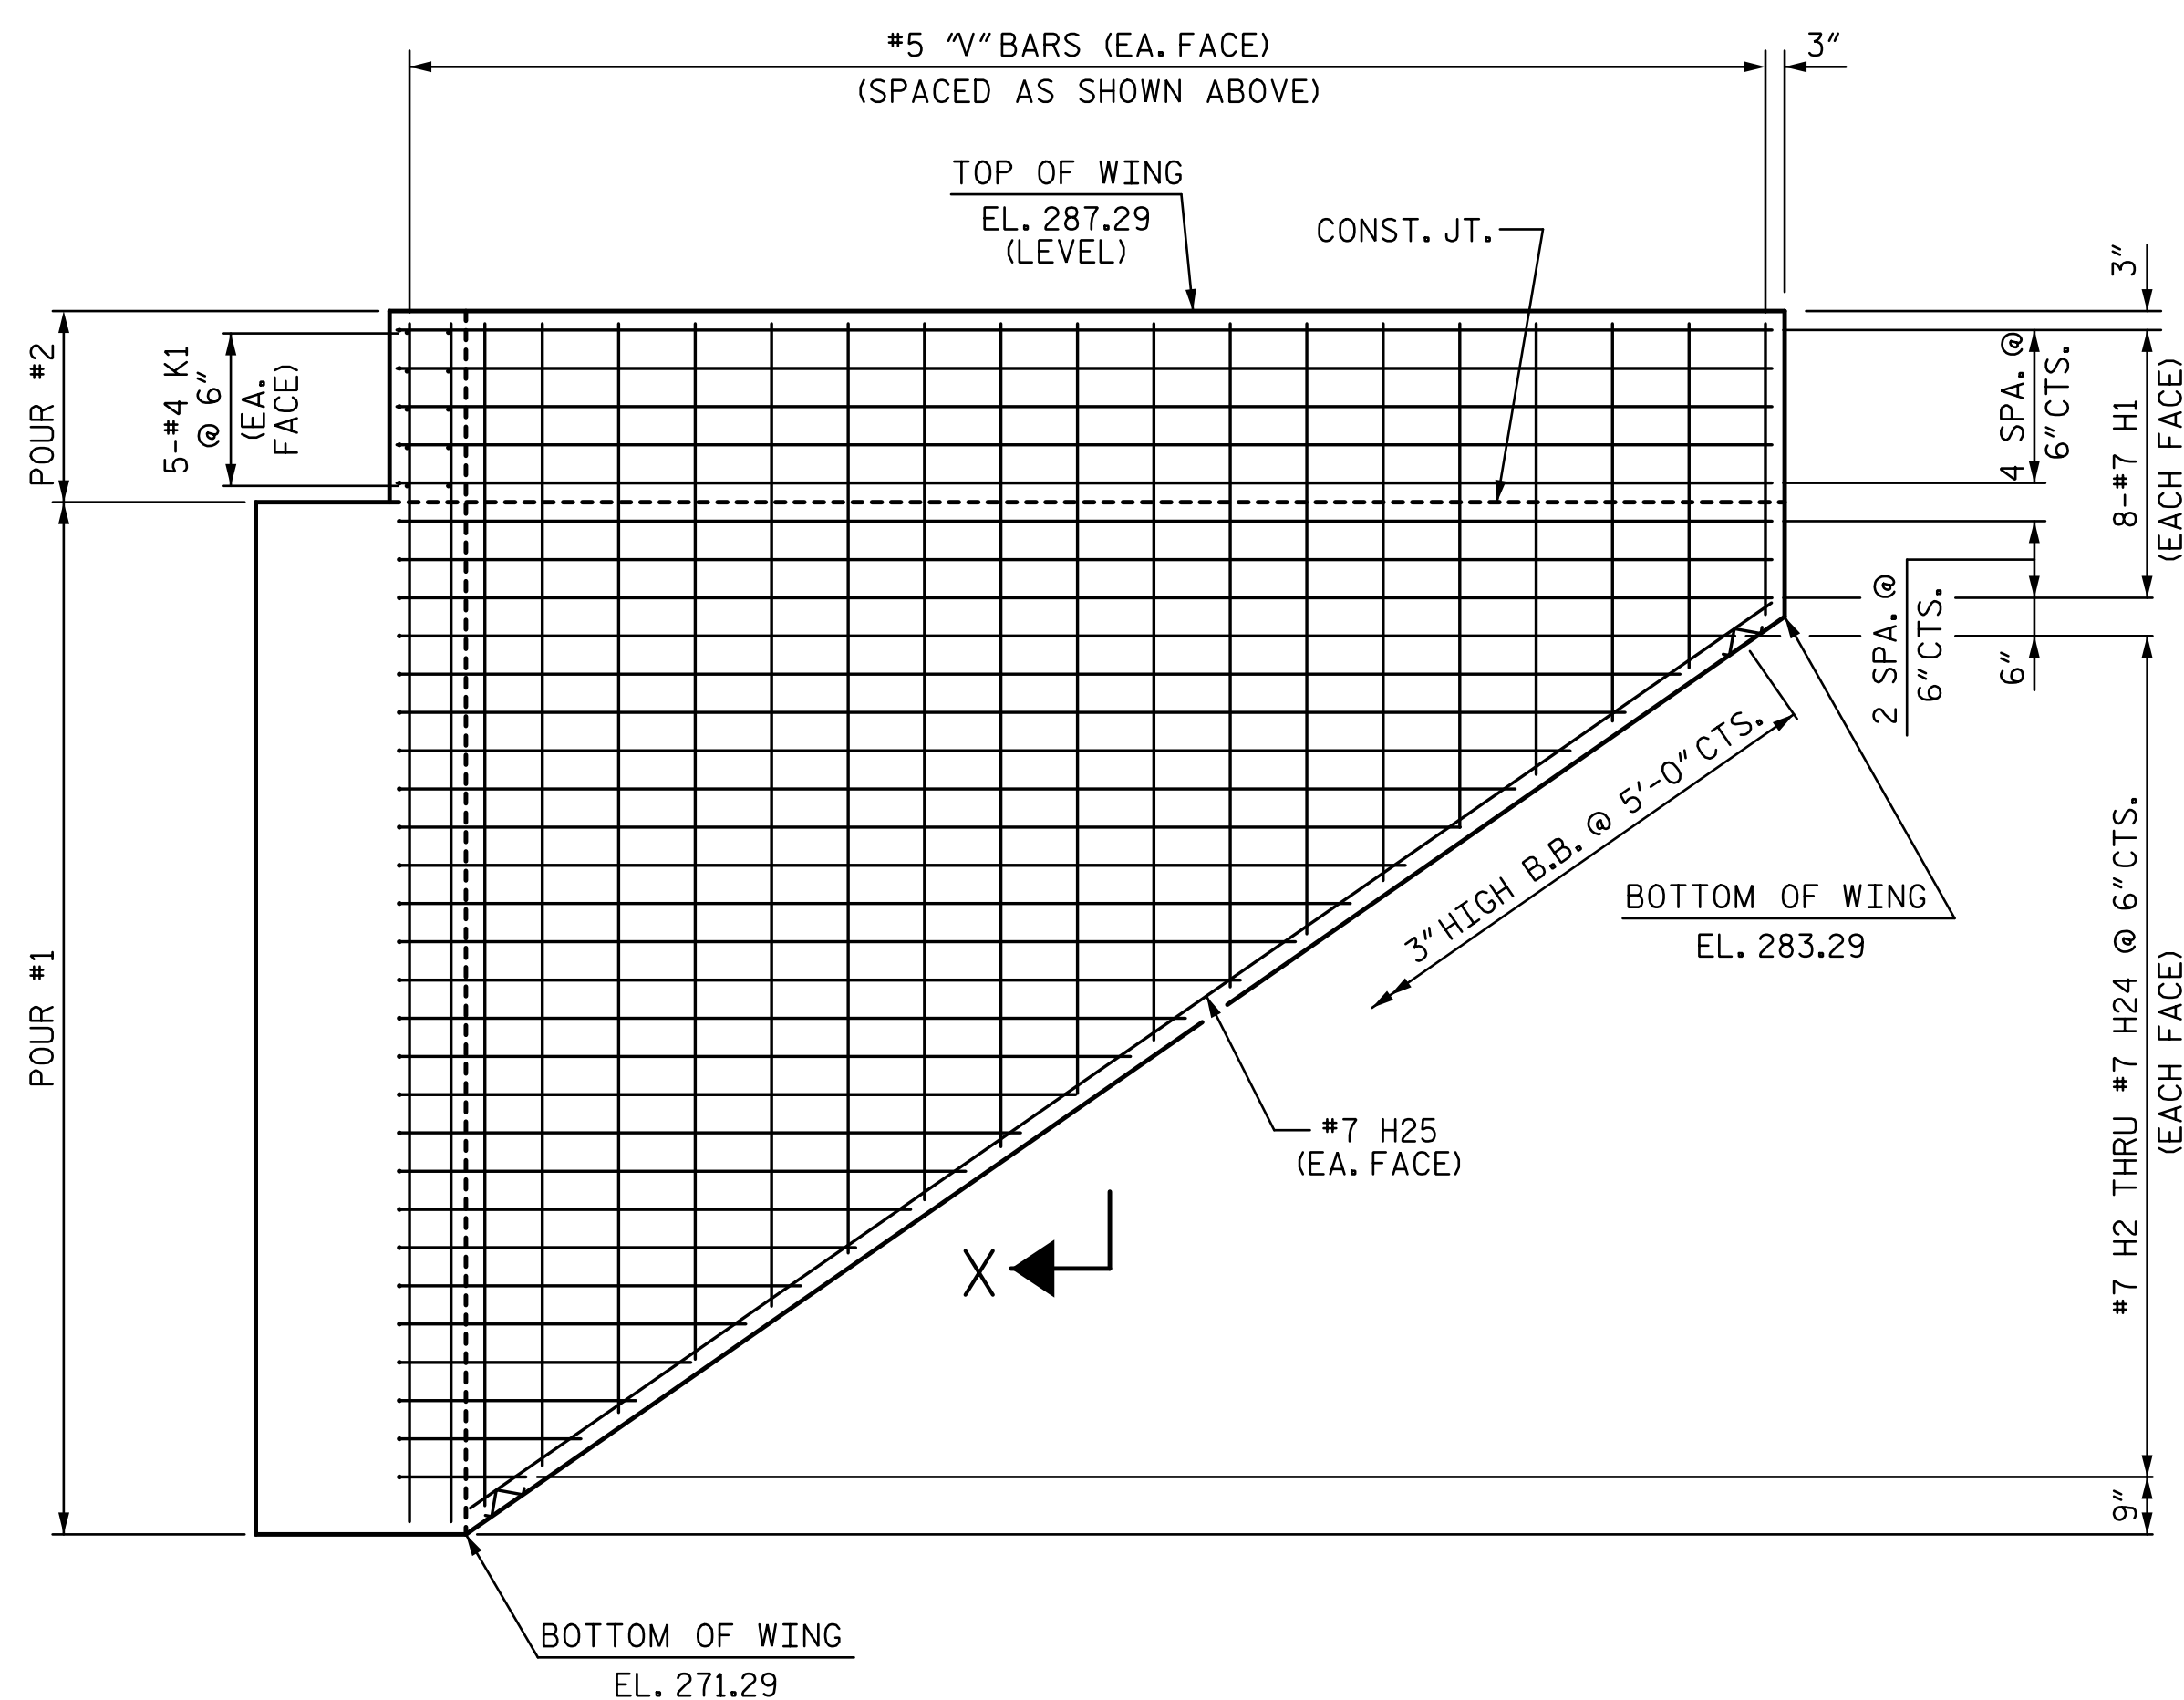 #5 "V" BARS (EA. FACE)
(SPACED AS SHOWN ABOVE)
3"
TOP OF WING
EL. 287.29
(LEVEL)
CONST. JT.
3"
POUR #2
5-#4 K1
@ 6"
(EA.
FACE)
4 SPA. @
6" CTS.
8-#7 H1
(EACH FACE)
2 SPA. @
6" CTS.
6"
3" HIGH B.B. @ 5'-0" CTS.
BOTTOM OF WING
EL. 283.29
POUR #1
#7 H2 THRU #7 H24 @ 6" CTS.
(EACH FACE)
#7 H25
(EA. FACE)
X
9"
BOTTOM OF WING
EL. 271.29